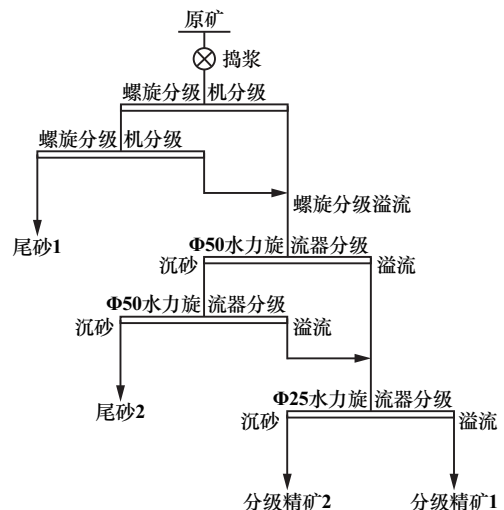 原矿
捣浆
螺旋分级机分级
螺旋分级机分级
螺旋分级溢流
尾砂1
Φ50水力旋流器分级
沉砂
溢流
Φ50水力旋流器分级
沉砂
溢流
尾砂2
Φ25水力旋流器分级
沉砂
溢流
分级精矿2
分级精矿1